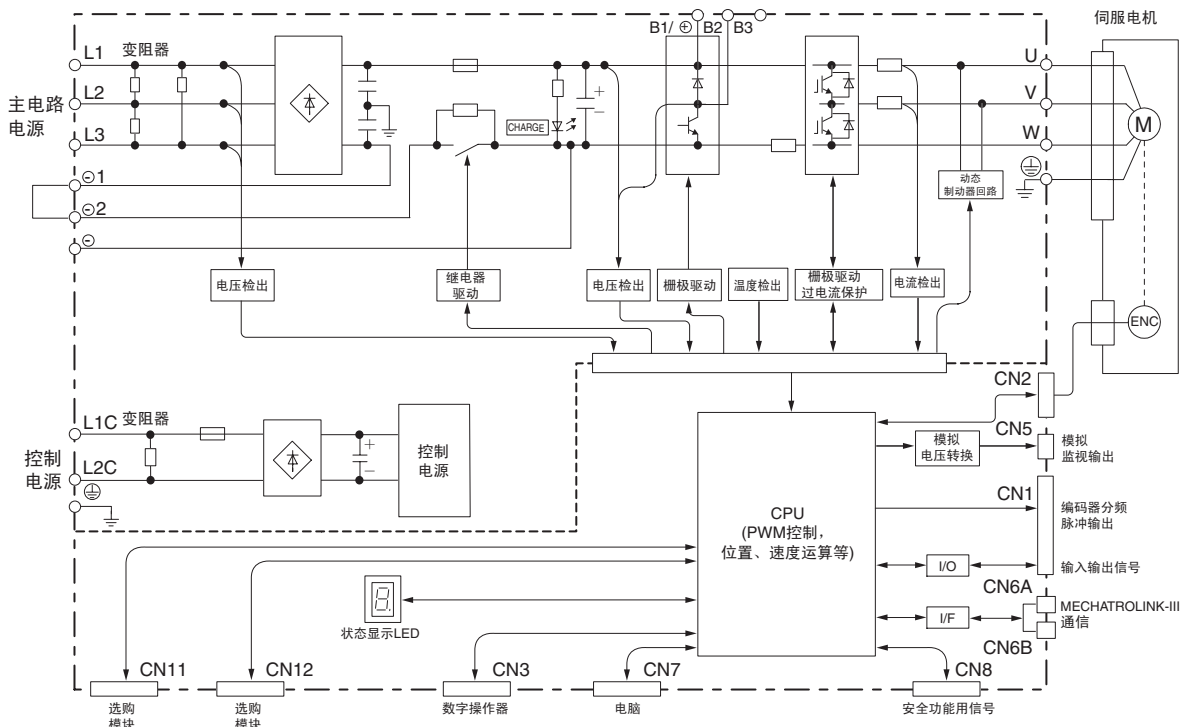 B1/⊕ B2 B3
伺服电机
L1 变阻器
主电路
电源
L2
L3
⊖1
⊖2
⊖
CHARGE
+
−
U
V
W
M
动态
制动器回路
电压检出
继电器
驱动
电压检出
栅极驱动
温度检出
栅极驱动
过电流保护
电流检出
ENC
CN2
L1C 变阻器
控制
电源
L2C
+
−
控制
电源
CPU
(PWM控制，
位置、速度运算等)
模拟
电压转换
CN5
模拟
监视输出
CN1
编码器分频
脉冲输出
I/O
输入输出信号
CN6A
I/F
MECHATROLINK-III
通信
CN6B
8.
状态显示LED
CN11
选购
模块
CN12
选购
模块
CN3
数字操作器
CN7
电脑
CN8
安全功能用信号